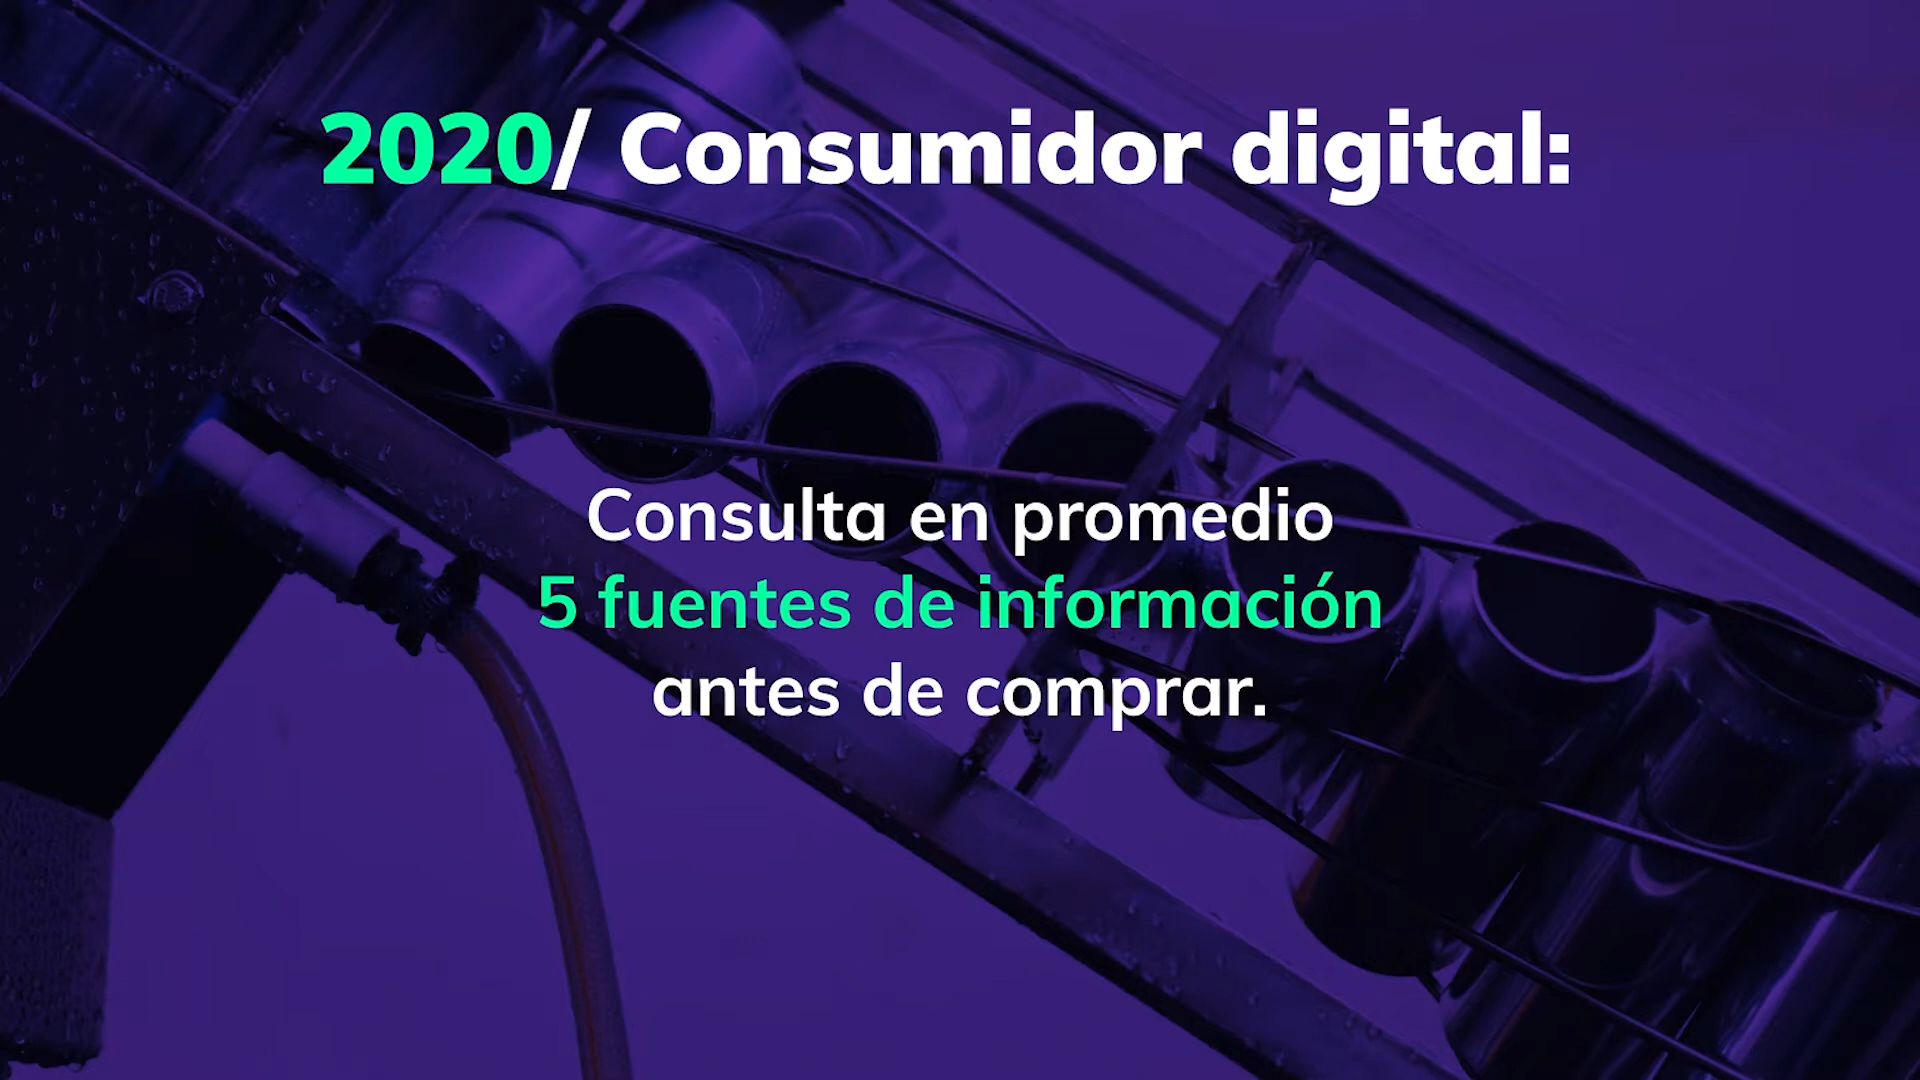 2020/ Consumidor digital:
Consulta en promedio
5 fuentes de información
antes de comprar.